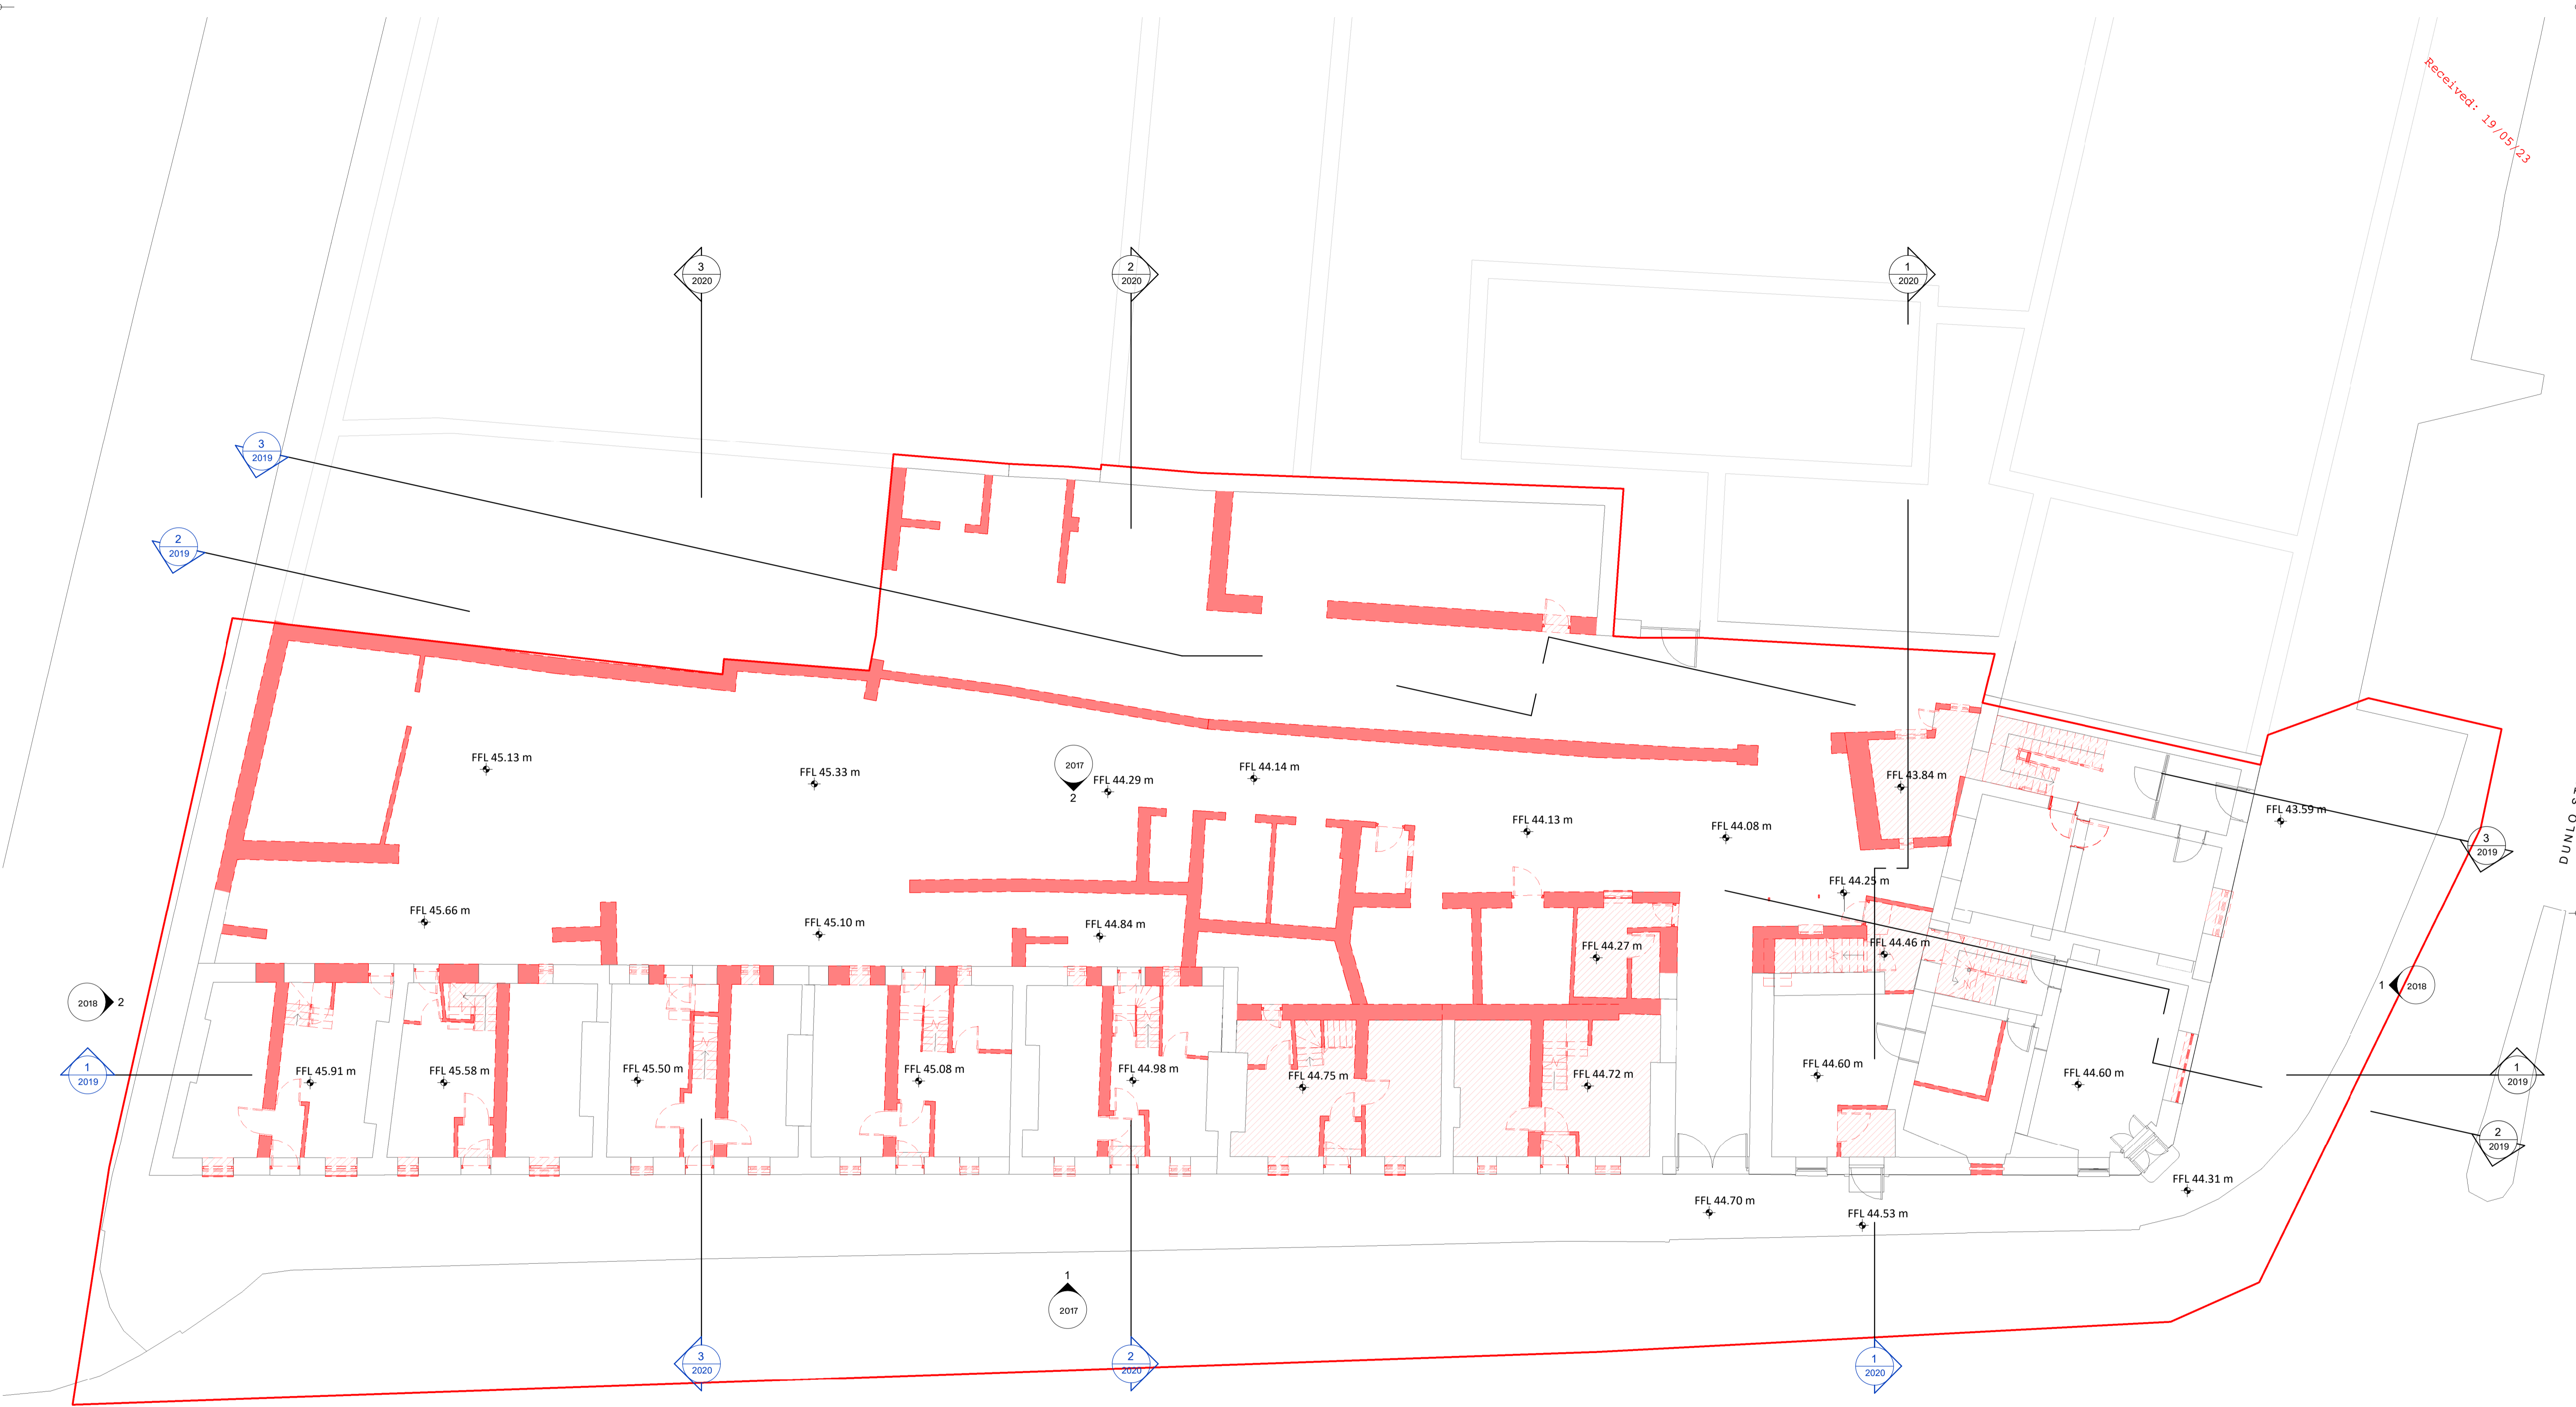 Received: 19/05/23
3
2020
2
2020
1
2020
3
2019
2
2019
FFL 45.13 m
FFL 45.33 m
2017
2
FFL 44.29 m
FFL 44.14 m
FFL 44.13 m
FFL 44.08 m
FFL 43.84 m
FFL 43.59 m
3
2019
FFL 45.66 m
FFL 45.10 m
FFL 44.84 m
FFL 44.27 m
FFL 44.25 m
FFL 44.46 m
2018
2
1
2018
1
2019
FFL 45.91 m
FFL 45.58 m
FFL 45.50 m
FFL 45.08 m
FFL 44.98 m
FFL 44.75 m
FFL 44.72 m
FFL 44.60 m
FFL 44.60 m
1
2019
2
2019
FFL 44.70 m
FFL 44.53 m
FFL 44.31 m
1
2017
3
2020
2
2020
1
2020